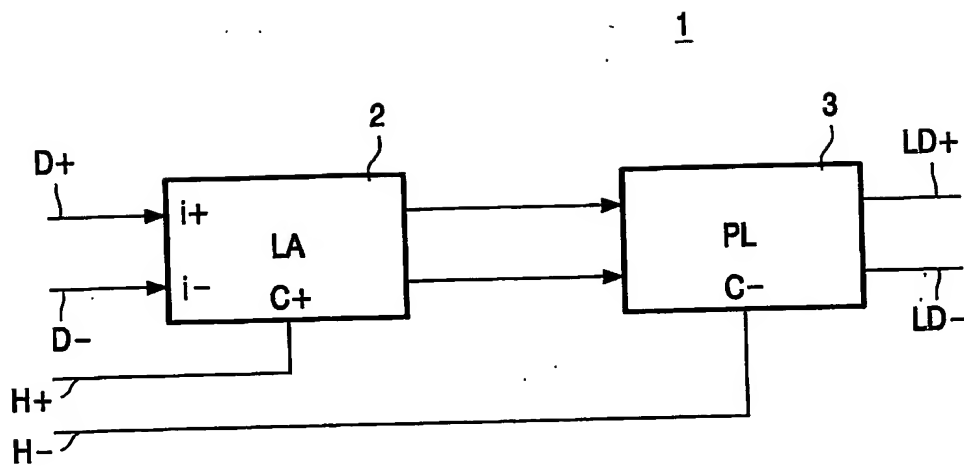 1
2
3
D+
i+
LA
PL
LD+
i-
C+
C-
D-
LD-
H+
H-